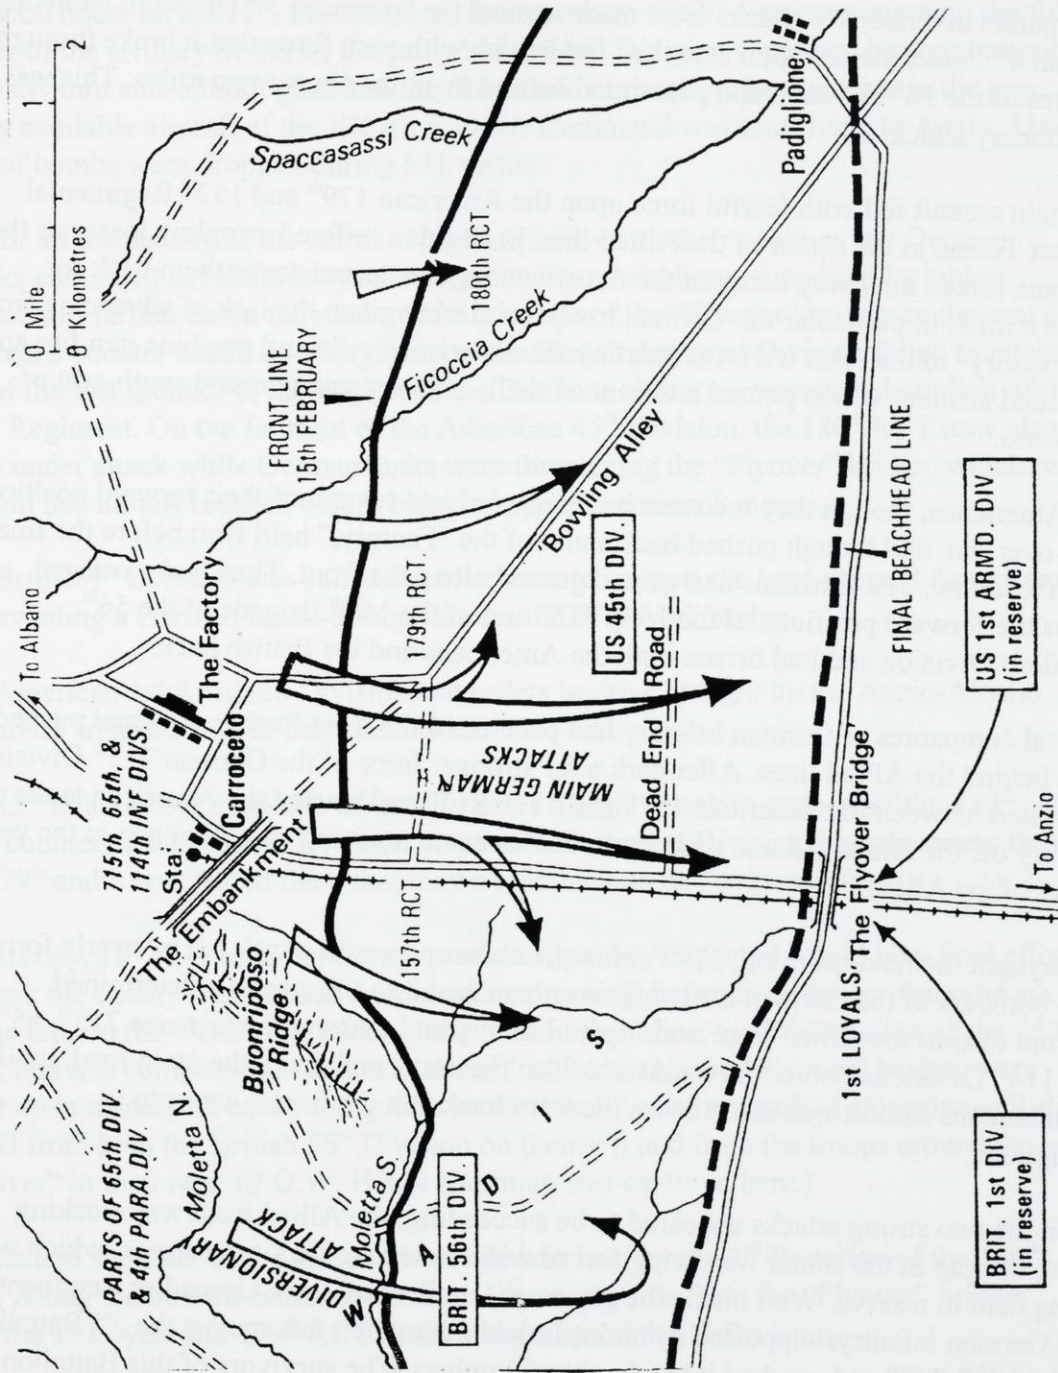 To Albano
0 Mile 1
0 Kilometres 2
PARTS OF 65th DIV.
& 4th PARA. DIV.
715th, 65th, &
114th INF DIVS.
The Factory
Sta.
Carroceto
The Embankment
Moletta N.
Buonriposo
Ridge
Spaccasassi Creek
FRONT LINE
15th FEBRUARY
DIVERSIONARY
ATTACK
Moletta S.
157th RCT
179th RCT
180th RCT
Ficoccia Creek
BRIT. 56th DIV.
W A D I S
MAIN GERMAN
ATTACKS
Bowling Alley
US 45th DIV.
Dead End Road
Padiglione
1st LOYALS
The Flyover Bridge
FINAL BEACHHEAD LINE
BRIT. 1st DIV
(in reserve)
To Anzio
US 1st ARMD. DIV.
(in reserve)